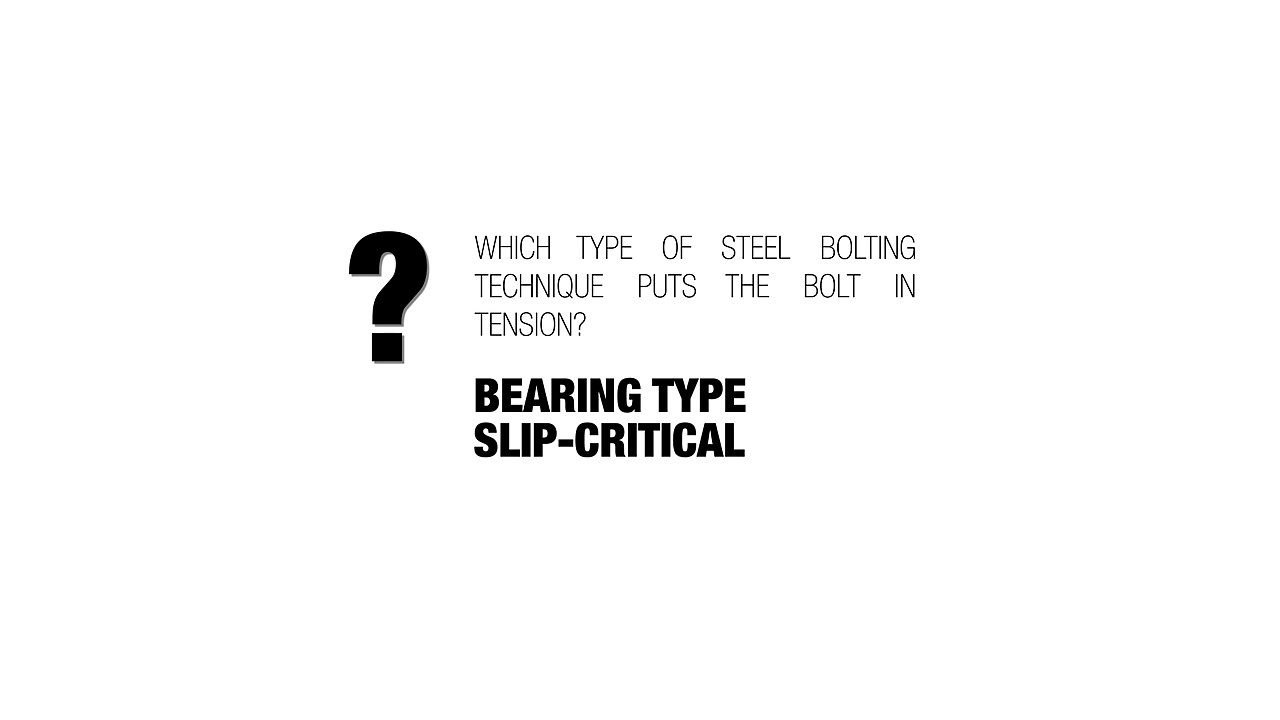 ?
WHICH TYPE OF STEEL BOLTING
TECHNIQUE PUTS THE BOLT IN
TENSION?
BEARING TYPE
SLIP-CRITICAL